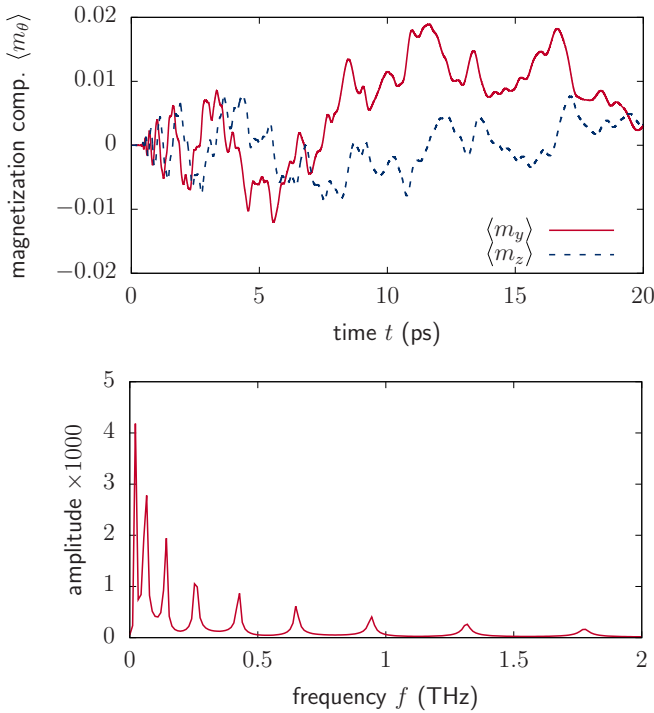 magnetization comp. ⟨m_θ⟩
0.02
0.01
0
−0.01
−0.02
⟨m_y⟩
⟨m_z⟩
0 5 10 15 20
time t (ps)
amplitude ×1000
5
4
3
2
1
0
0 0.5 1 1.5 2
frequency f (THz)